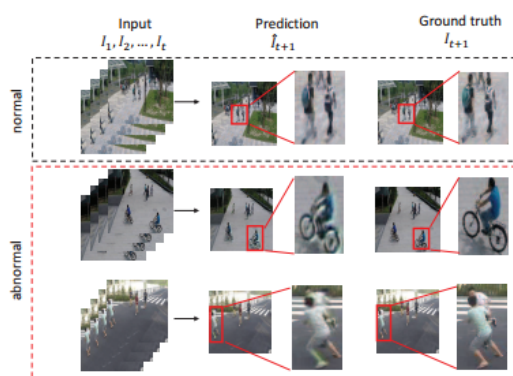 Input
I₁, I₂, ..., Iₜ
Prediction
Îₜ₊₁
Ground truth
Iₜ₊₁
normal
abnormal